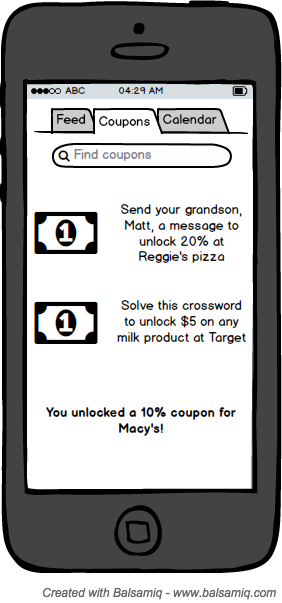 ABC 04:29 AM
Feed Coupons Calendar
Find coupons
Send your grandson,
Matt, a message to
unlock 20% at
Reggie's pizza
1
Solve this crossword
to unlock $5 on any
milk product at Target
1
You unlocked a 10% coupon for
Macy's!
Created with Balsamiq - www.balsamiq.com